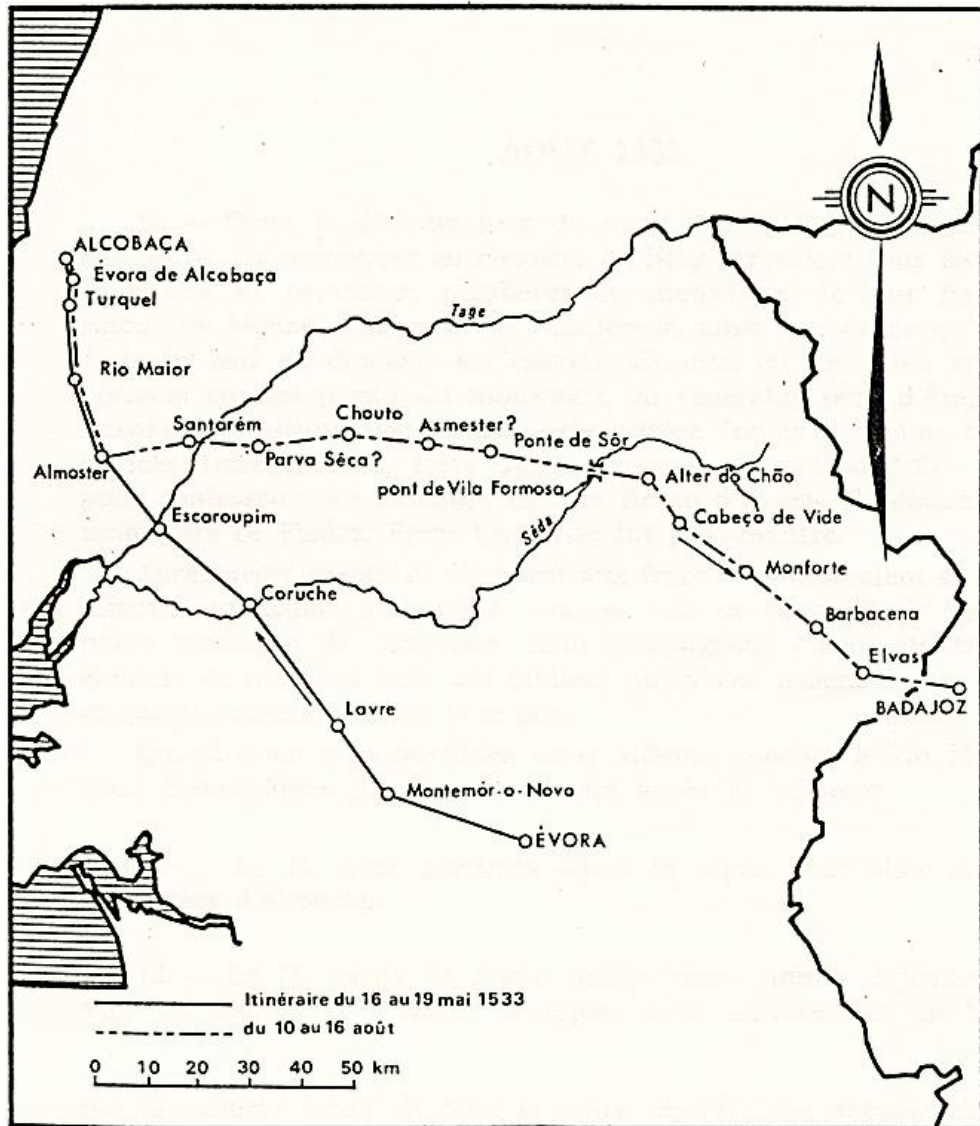 N
ALCOBAÇA
Evora de Alcobaça
Turquel
Tage
Rio Maior
Chouto
Santarém
Asmester?
Ponte de Sôr
Parva Sêca?
Almoster
pont de Vila Formosa
Alter do Chão
Escaroupim
Séda
Cabeço de Vide
Monforte
Coruche
Barbacena
Elvas
BADAJOZ
Lavre
Montemór-o-Novo
ÉVORA
Itinéraire du 16 au 19 mai 1533
du 10 au 16 août
0 10 20 30 40 50 km